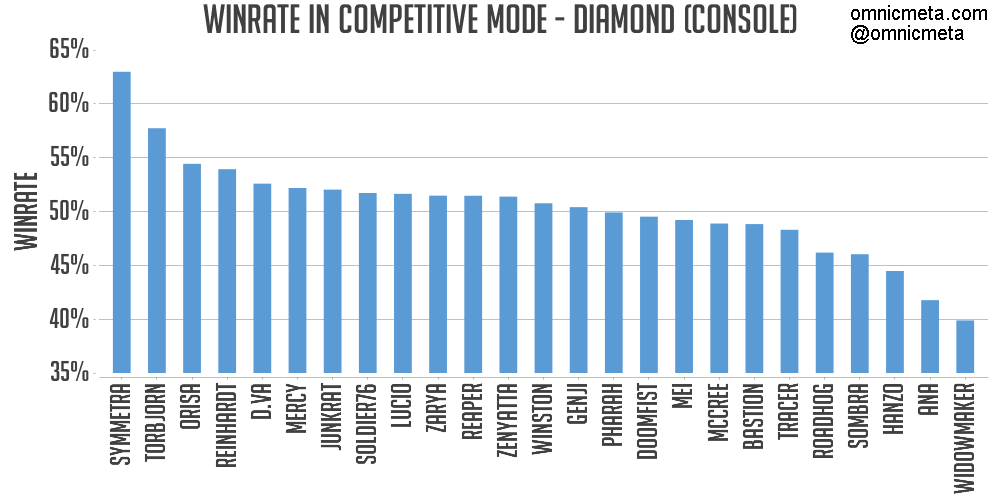 WINRATE IN COMPETITIVE MODE - DIAMOND (CONSOLE)
omnicmeta.com
@omnicmeta
65%
60%
55%
50%
45%
40%
35%
WINRATE
SYMMETRA
TORBJORN
ORISA
REINHARDT
D.VA
MERCY
JUNKRAT
SOLDIER76
LUCIO
ZARYA
REAPER
ZENYATTA
WINSTON
GENJI
PHARAH
DOOMFIST
MEI
MCCREE
BASTION
TRACER
ROADHOG
SOMBRA
HANZO
ANA
WIDOWMAKER